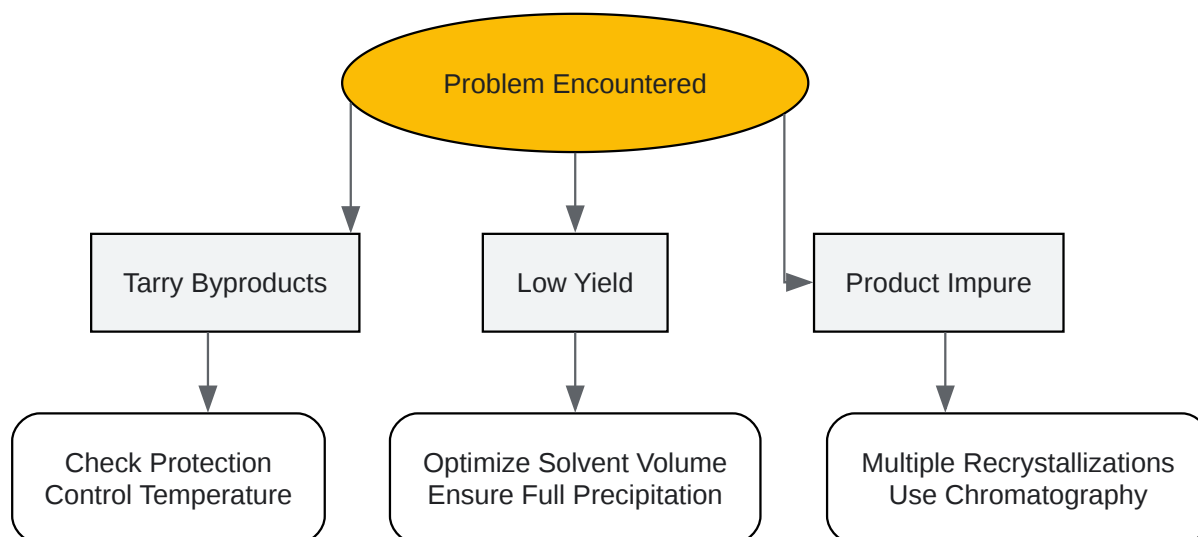 Problem Encountered
Tarry Byproducts
Low Yield
Product Impure
Check Protection
Control Temperature
Optimize Solvent Volume
Ensure Full Precipitation
Multiple Recrystallizations
Use Chromatography